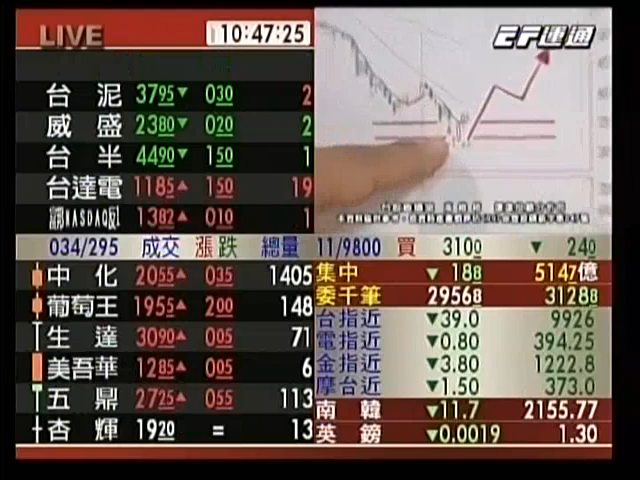 LIVE 10:47:25
EF運通
台泥 3795▼ 030 2
威盛 2380▼ 020 2
台半 4490▼ 150 1
台達電 1185▲ 150 19
NASDAQ 1382▲ 010 1
034/295 成交 漲跌 總量 11/9800 買 3100 ▼ 240
中化 2055▲ 035 1405
葡萄王 1955▲ 200 148
生達 3090▲ 005 71
美吾華 1285▲ 005 6
五鼎 2725▲ 055 113
杏輝 1920 = 13
集中 ▼ 188 5147億
委千筆 29568 31288
台指近 ▼39.0 9926
電指近 ▼0.80 394.25
金指近 ▼3.80 1222.8
摩台近 ▼1.50 373.0
南韓 ▼11.7 2155.77
英鎊 ▼0.0019 1.30